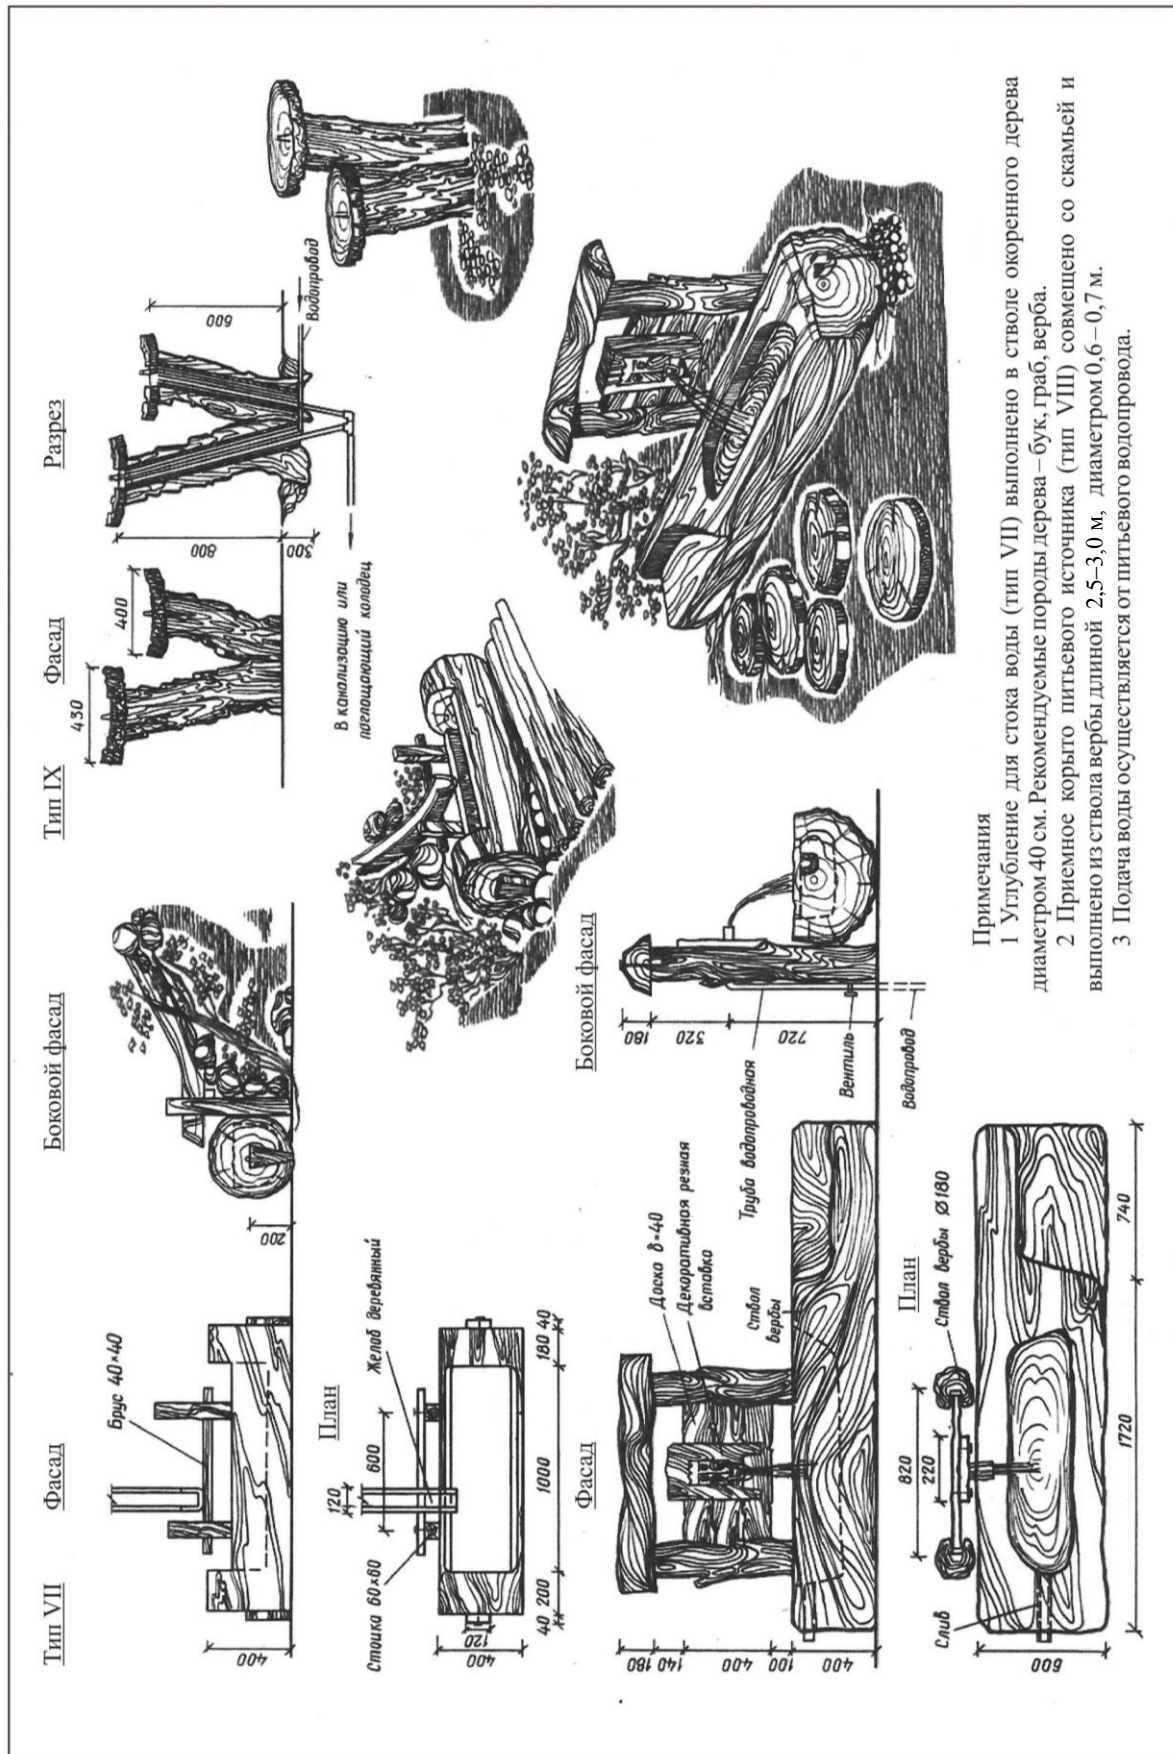 Тип VII
Фасад
Боковой фасад
Тип IX
Фасад
Разрез
Брус 40×40
400
200
430
400
800
300
600
Водопровод
В канализацию или
поглощающий колодец
План
Стойка 60×60
120
600
Желоб деревянный
120
400
40 200
1000
180 40
Фасад
Боковой фасад
180
140
400
100
400
Доска δ=40
Декоративная резная
вставка
Ствол
вербы
Труба водопроводная
180
320
720
Вентиль
Водопровод
План
820
220
Ствол вербы Ø180
Слив
600
1720
740
Примечания
1 Углубление для стока воды (тип VII) выполнено в стволе окоренного дерева
диаметром 40 см. Рекомендуемые породы дерева – бук, граб, верба.
2 Приемное корыто питьевого источника (тип VIII) совмещено со скамьей и
выполнено из ствола вербы длиной 2,5–3,0 м, диаметром 0,6 – 0,7 м.
3 Подача воды осуществляется от питьевого водопровода.